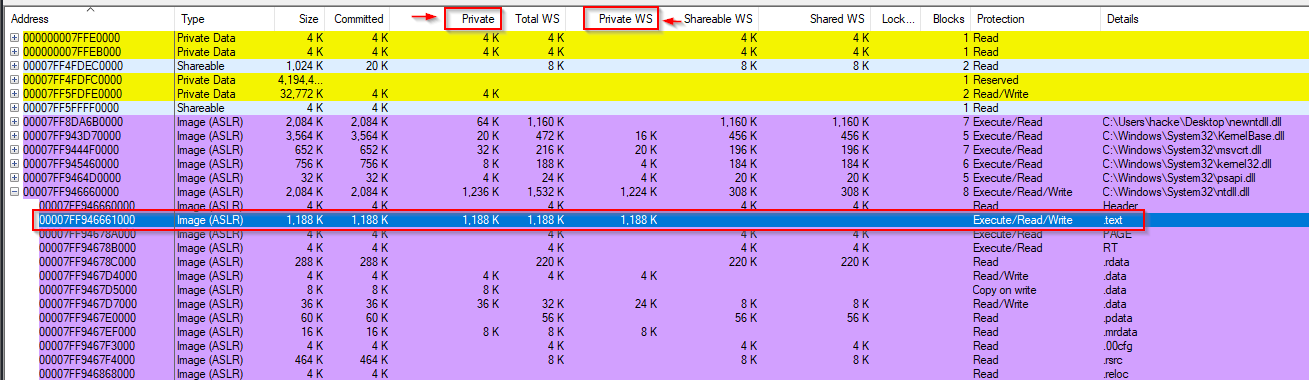 Address Type Size Committed Private Total WS Private WS Shareable WS Shared WS Lock... Blocks Protection Details
000000007FFE0000 Private Data 4 K 4 K 4 K 4 K 4 K 4 K 1 Read
000000007FFEB000 Private Data 4 K 4 K 4 K 4 K 4 K 4 K 1 Read
00007FF4FDEC0000 Shareable 1,024 K 20 K 8 K 8 K 8 K 2 Read
00007FF4FDFC0000 Private Data 4,194,4... 1 Reserved
00007FF5FDFE0000 Private Data 32,772 K 4 K 4 K 2 Read/Write
00007FF5FFFF0000 Shareable 4 K 4 K 1 Read
00007FF8DA6B0000 Image (ASLR) 2,084 K 2,084 K 64 K 1,160 K 1,160 K 1,160 K 7 Execute/Read C:\Users\hacke\Desktop\newntdll.dll
00007FF943D70000 Image (ASLR) 3,564 K 3,564 K 20 K 472 K 16 K 456 K 456 K 5 Execute/Read C:\Windows\System32\KernelBase.dll
00007FF9444F0000 Image (ASLR) 652 K 652 K 32 K 216 K 20 K 196 K 196 K 7 Execute/Read C:\Windows\System32\msvcrt.dll
00007FF945460000 Image (ASLR) 756 K 756 K 8 K 188 K 4 K 184 K 184 K 6 Execute/Read C:\Windows\System32\kernel32.dll
00007FF9464D0000 Image (ASLR) 32 K 32 K 4 K 24 K 4 K 20 K 20 K 5 Execute/Read C:\Windows\System32\psapi.dll
00007FF946660000 Image (ASLR) 2,084 K 2,084 K 1,236 K 1,532 K 1,224 K 308 K 308 K 8 Execute/Read/Write C:\Windows\System32\ntdll.dll
00007FF946660000 Image (ASLR) 4 K 4 K 4 K 4 K 4 K Read Header
00007FF946661000 Image (ASLR) 1,188 K 1,188 K 1,188 K 1,188 K 1,188 K Execute/Read/Write .text
00007FF94678A000 Image (ASLR) 4 K 4 K 4 K 4 K 4 K Execute/Read PAGE
00007FF94678B000 Image (ASLR) 4 K 4 K 4 K 4 K 4 K Execute/Read RT
00007FF94678C000 Image (ASLR) 288 K 288 K 220 K 220 K 220 K Read .rdata
00007FF9467D4000 Image (ASLR) 4 K 4 K 4 K 4 K 4 K Read/Write .data
00007FF9467D5000 Image (ASLR) 8 K 8 K 8 K Copy on write .data
00007FF9467D7000 Image (ASLR) 36 K 36 K 36 K 32 K 24 K 8 K 8 K Read/Write .data
00007FF9467E0000 Image (ASLR) 60 K 60 K 56 K 56 K 56 K Read .pdata
00007FF9467EF000 Image (ASLR) 16 K 16 K 8 K 8 K 8 K Read .mrdata
00007FF9467F3000 Image (ASLR) 4 K 4 K 4 K 4 K 4 K Read .00cfg
00007FF9467F4000 Image (ASLR) 464 K 464 K 8 K 8 K 8 K Read .rsrc
00007FF946868000 Image (ASLR) 4 K 4 K Read .reloc